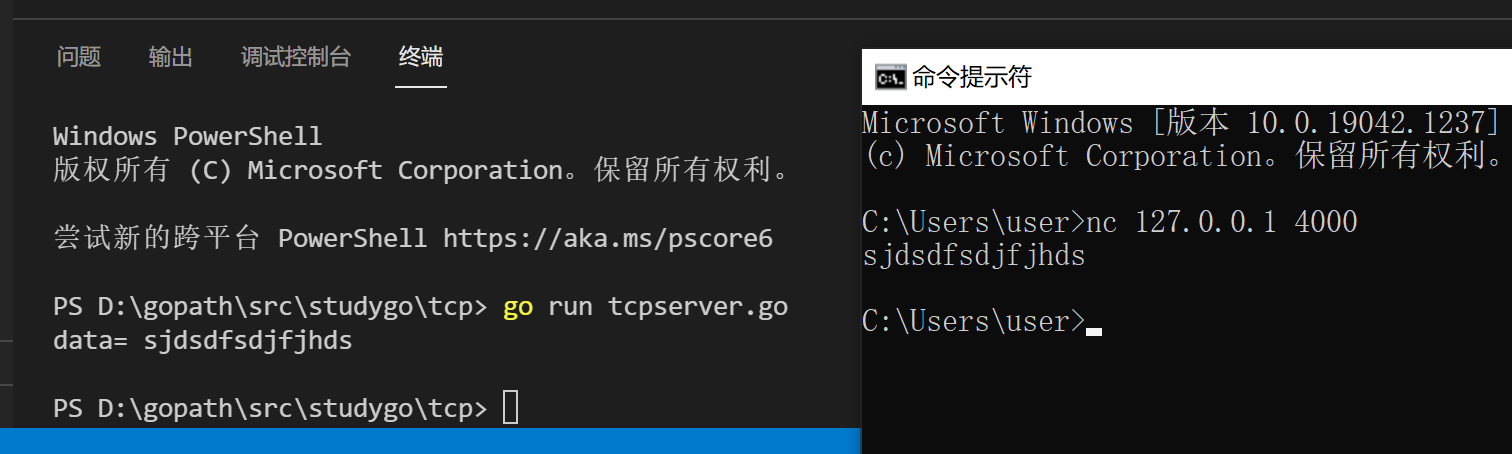 问题 输出 调试控制台 终端
Windows PowerShell
版权所有 (C) Microsoft Corporation。保留所有权利。
尝试新的跨平台 PowerShell https://aka.ms/pscore6
PS D:\gopath\src\studygo\tcp> go run tcpserver.go
data= sjdsdfsdjfjhds
PS D:\gopath\src\studygo\tcp>
命令提示符
Microsoft Windows [版本 10.0.19042.1237]
(c) Microsoft Corporation。保留所有权利。
C:\Users\user>nc 127.0.0.1 4000
sjdsdfsdjfjhds
C:\Users\user>